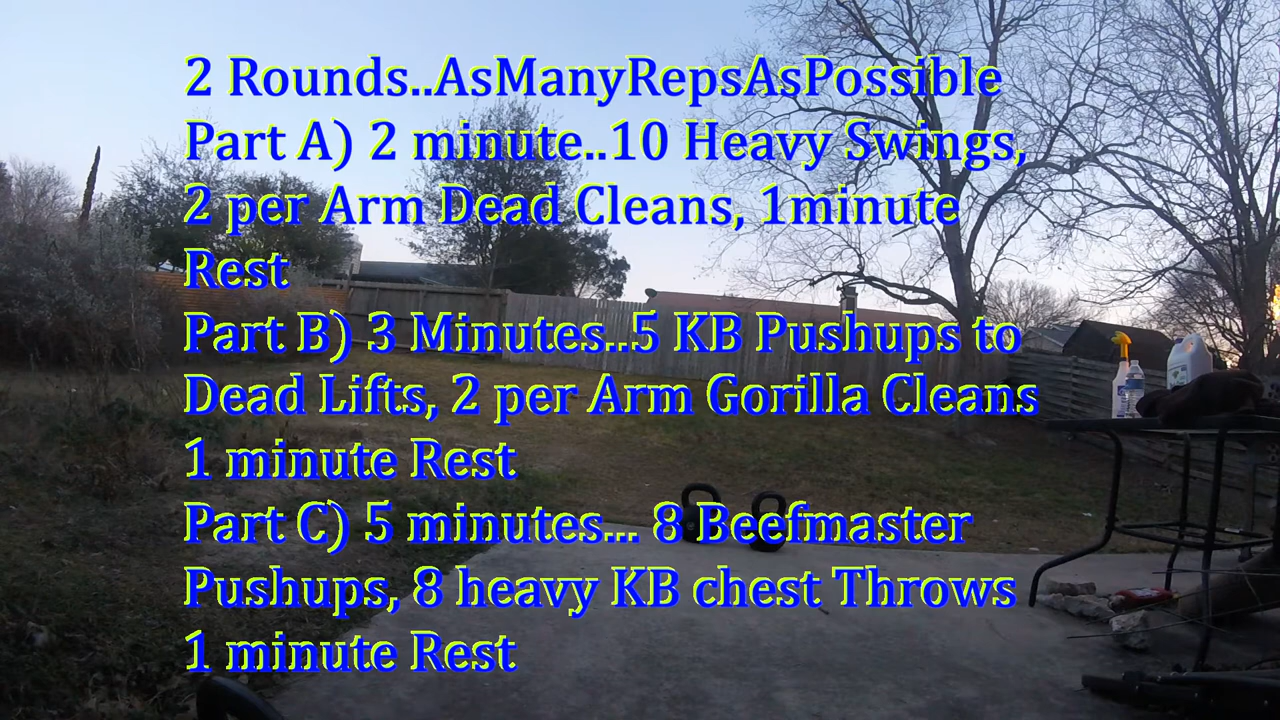 2 Rounds..AsManyRepsAsPossible
Part A) 2 minute..10 Heavy Swings,
2 per Arm Dead Cleans, 1minute
Rest
Part B) 3 Minutes..5 KB Pushups to
Dead Lifts, 2 per Arm Gorilla Cleans
1 minute Rest
Part C) 5 minutes... 8 Beefmaster
Pushups, 8 heavy KB chest Throws
1 minute Rest